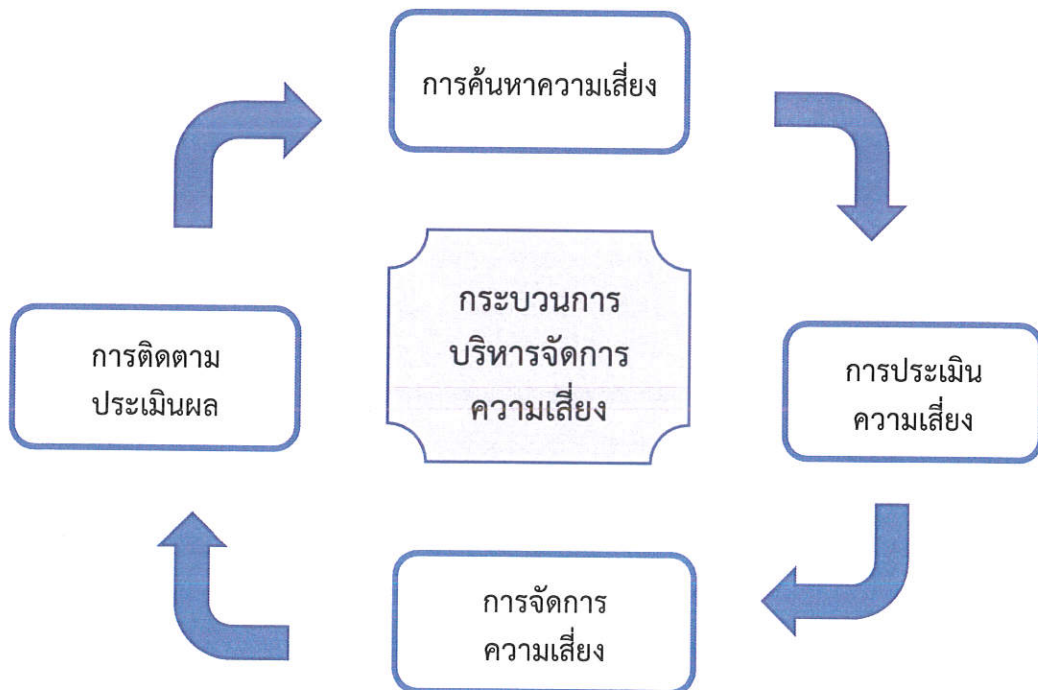 การค้นหาความเสี่ยง
กระบวนการ
บริหารจัดการ
ความเสี่ยง
การติดตาม
ประเมินผล
การประเมิน
ความเสี่ยง
การจัดการ
ความเสี่ยง